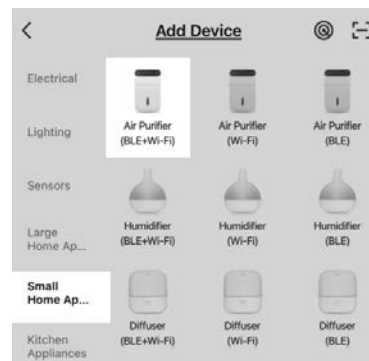 Add Device
Electrical
Lighting
Sensors
Large
Home Ap...
Small
Home Ap...
Kitchen
Appliances
Air Purifier
(BLE+Wi-Fi)
Air Purifier
(Wi-Fi)
Air Purifier
(BLE)
Humidifier
(BLE+Wi-Fi)
Humidifier
(Wi-Fi)
Humidifier
(BLE)
Diffuser
(BLE+Wi-Fi)
Diffuser
(Wi-Fi)
Diffuser
(BLE)